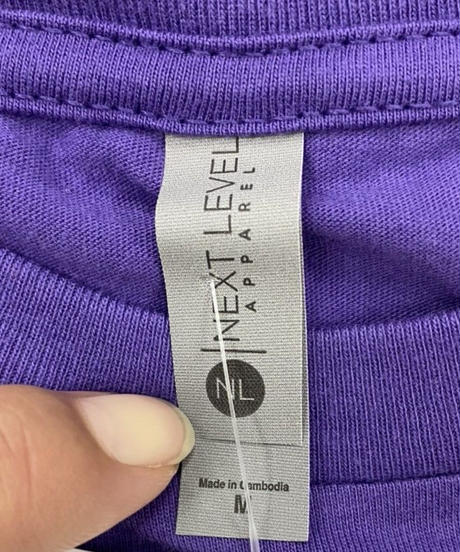 NEXT LEVEL
APPAREL
NL
Made in Cambodia
M